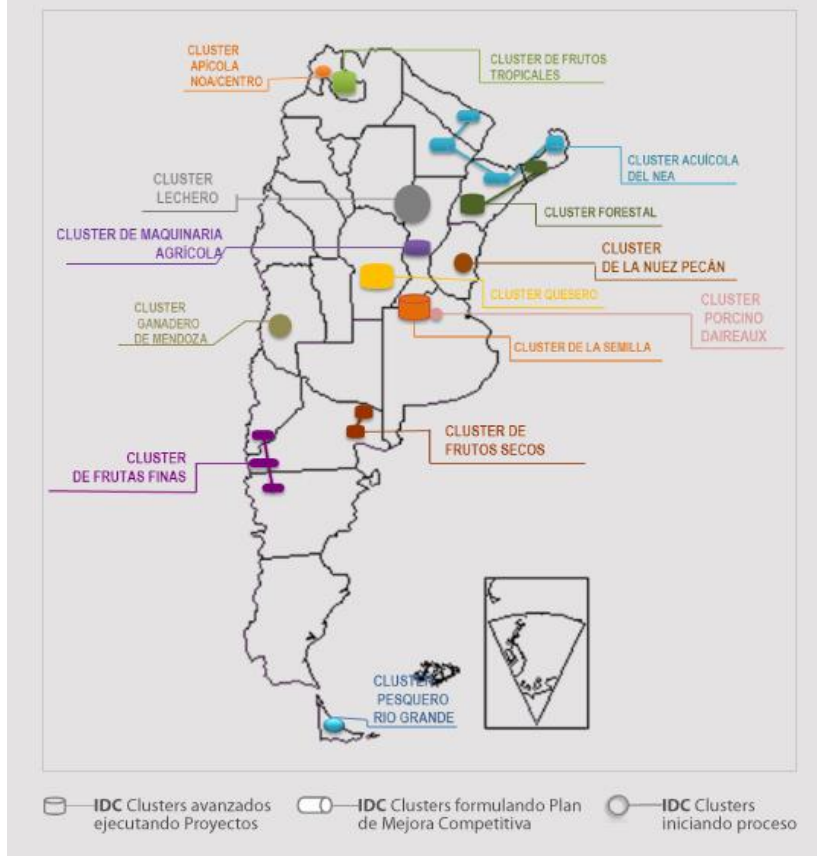 CLUSTER
APÍCOLA
NOA/CENTRO
CLUSTER DE FRUTOS
TROPICALES
CLUSTER ACUÍCOLA
DEL NEA
CLUSTER
LECHERO
CLUSTER FORESTAL
CLUSTER DE MAQUINARIA
AGRÍCOLA
CLUSTER
DE LA NUEZ PECÁN
CLUSTER QUESERO
CLUSTER
PORCINO
DAIREAUX
CLUSTER
GANADERO
DE MENDOZA
CLUSTER DE LA SEMILLA
CLUSTER DE
FRUTOS SECOS
CLUSTER
DE FRUTAS FINAS
CLUSTER
PESQUERO
RIO GRANDE
IDC Clusters avanzados
ejecutando Proyectos
IDC Clusters formulando Plan
de Mejora Competitiva
IDC Clusters
iniciando proceso